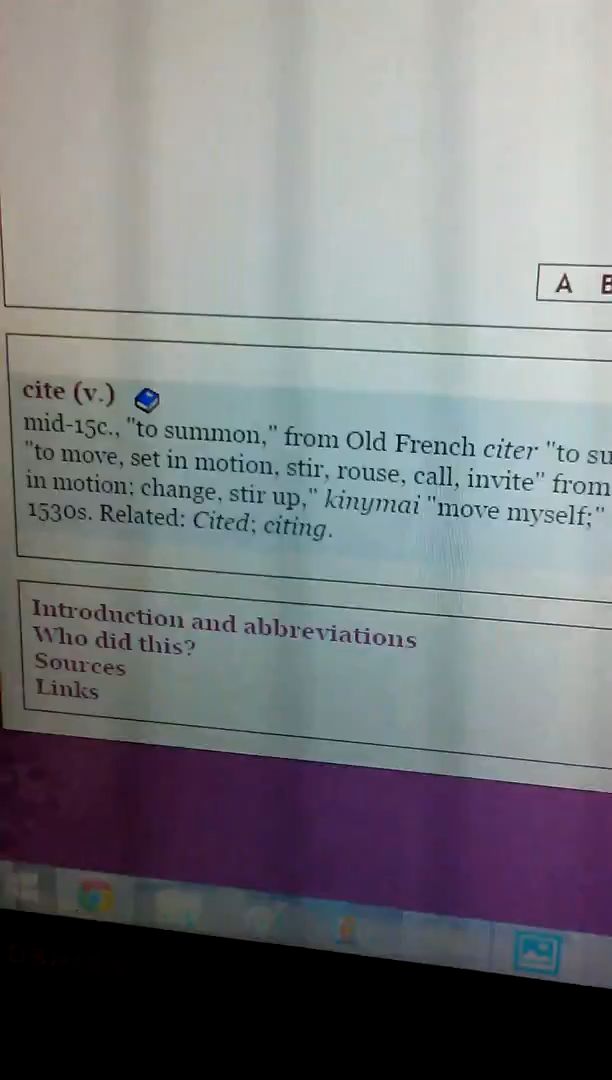 A
cite (v.)
mid-15c., "to summon," from Old French citer "to su
"to move, set in motion, stir, rouse, call, invite" from
in motion; change, stir up," kinymai "move myself;"
1530s. Related: Cited; citing.
Introduction and abbreviations
Who did this?
Sources
Links